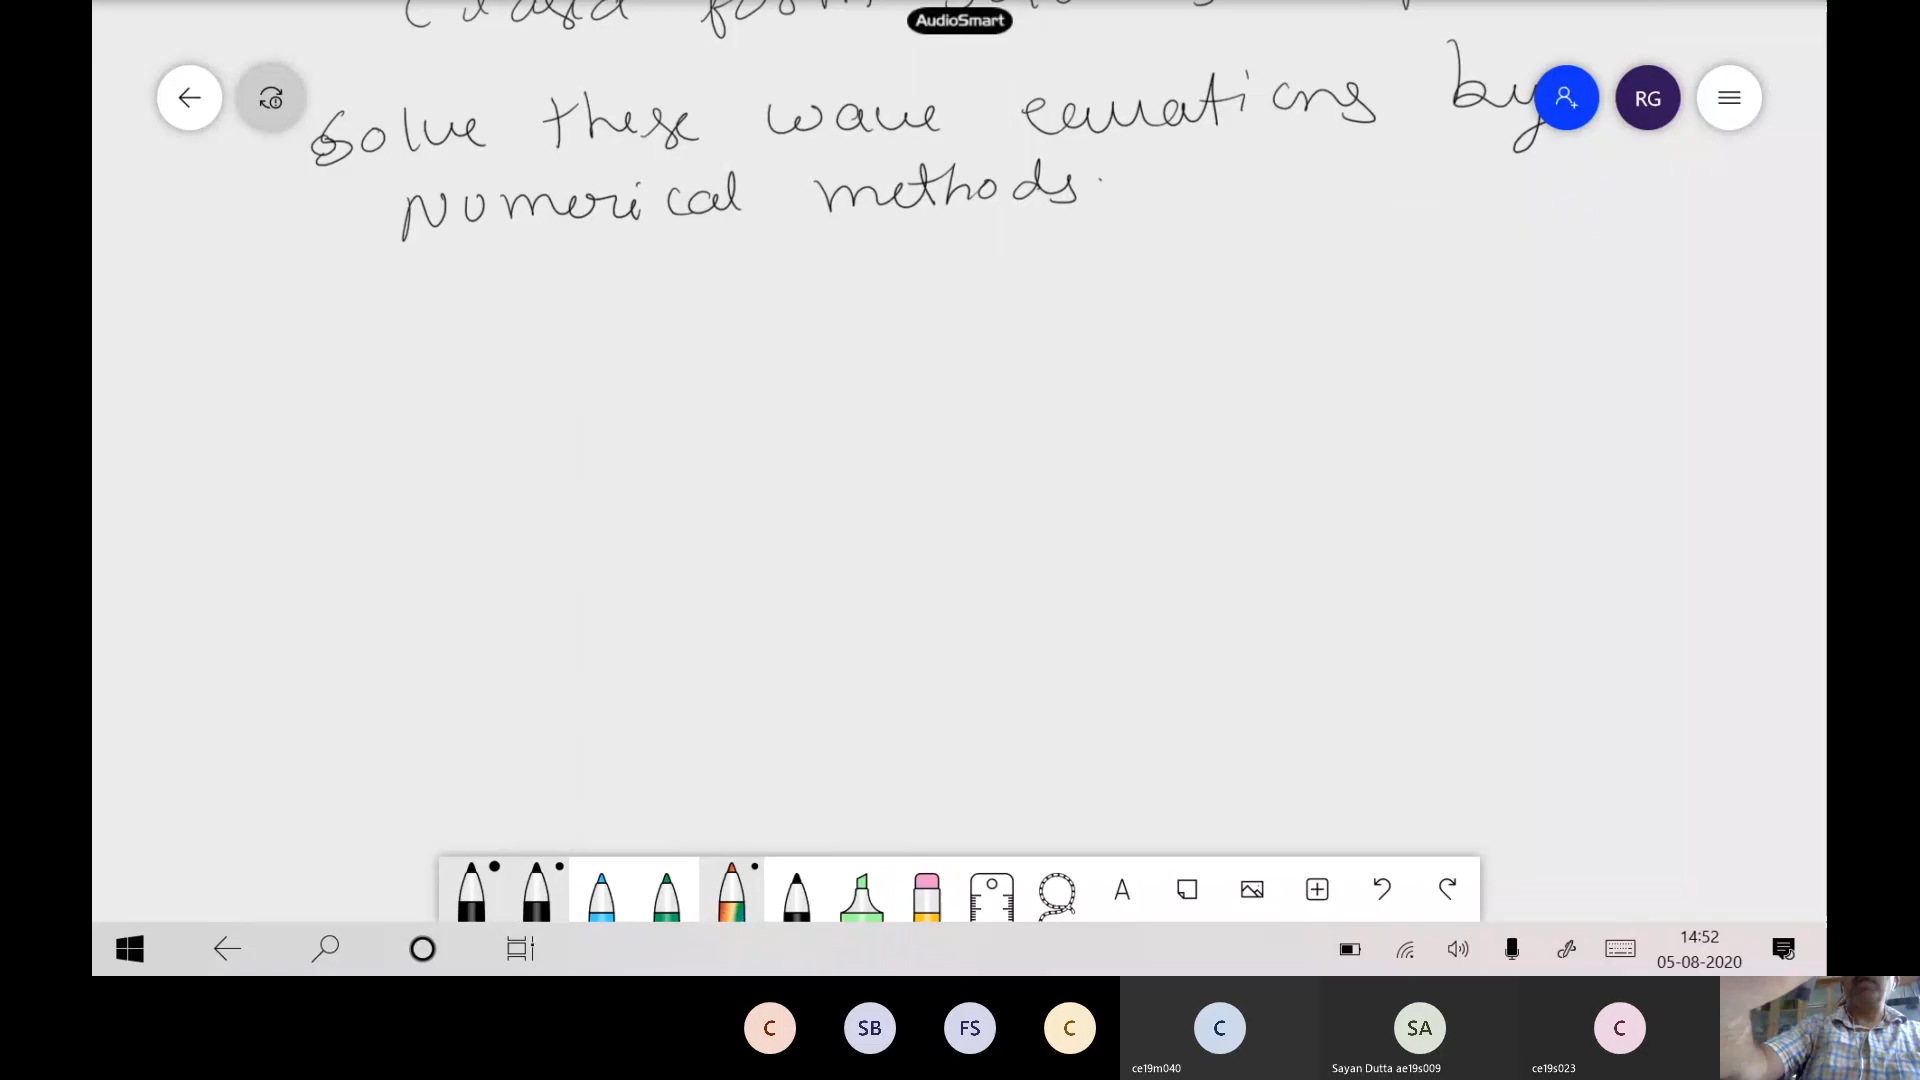 AudioSmart
solve these wave equations by
RG
Numerical methods.
A
14:52
05-08-2020
C
SB
FS
C
C
SA
C
ce19m040
Sayan Dutta ae19s009
ce19s023